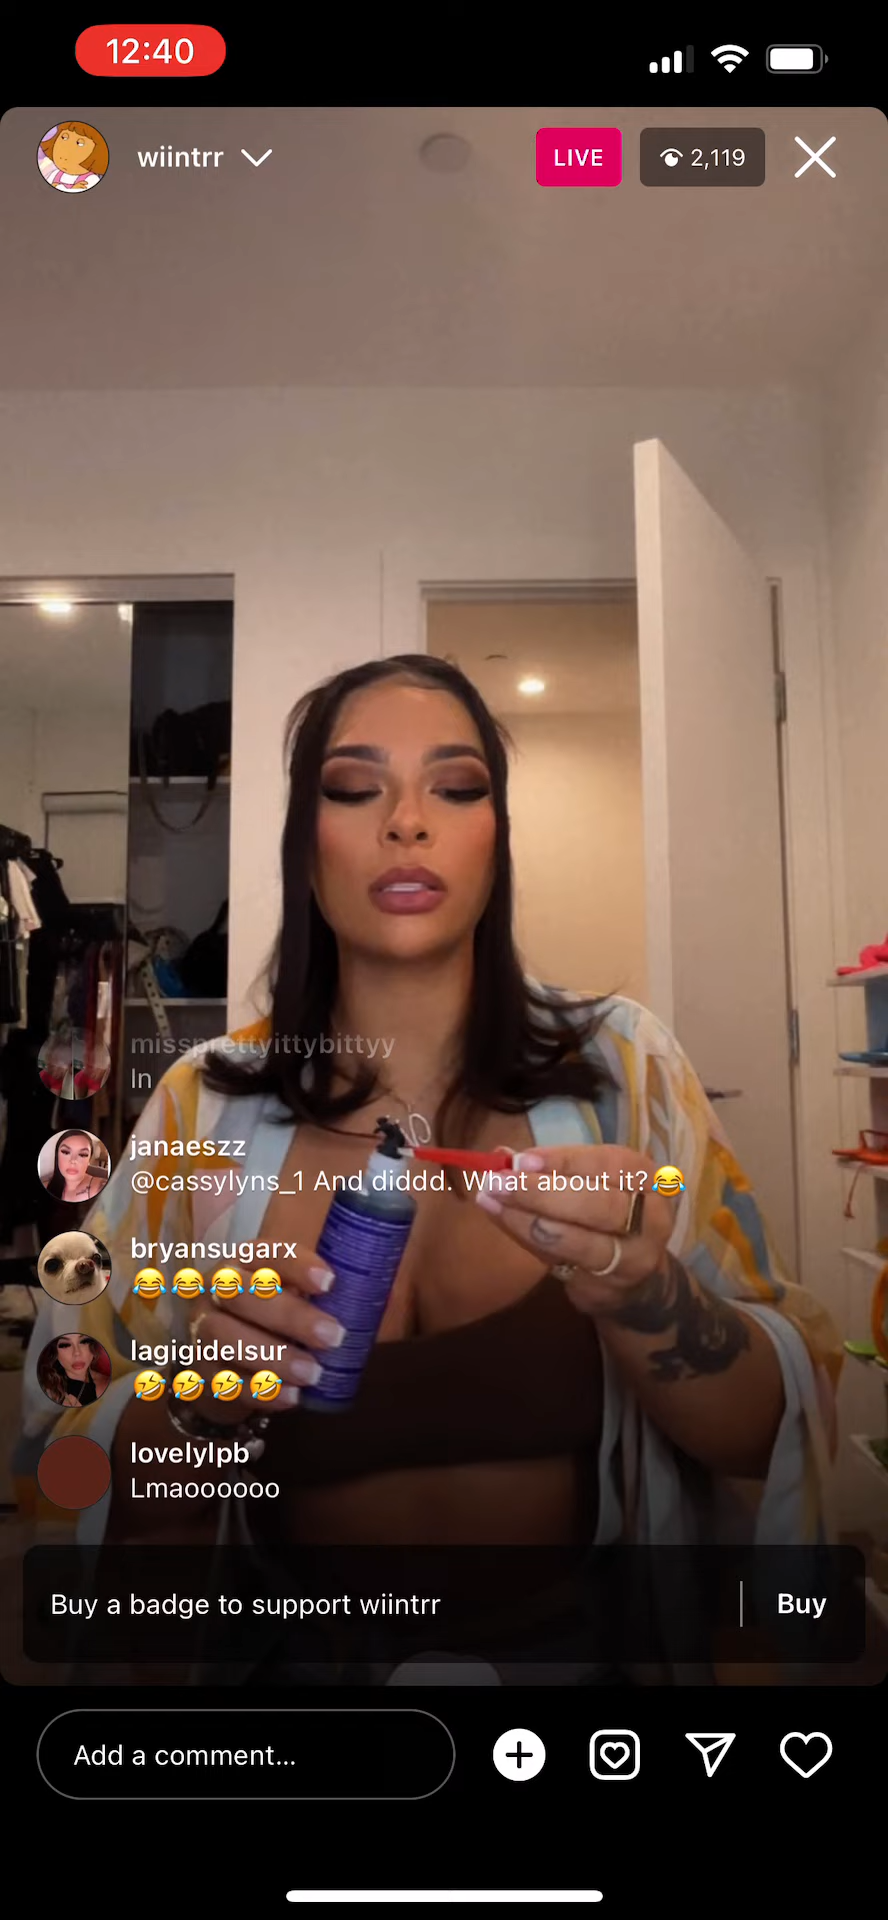 12:40
wiintrr
LIVE
2,119
missprettyittybittyy
In
janaeszz
@cassylyns_1 And diddd. What about it?😂
bryansugarx
😂😂😂😂
lagigidelsur
🤣🤣🤣🤣
lovelylpb
Lmaoooooo
Buy a badge to support wiintrr
Buy
Add a comment...